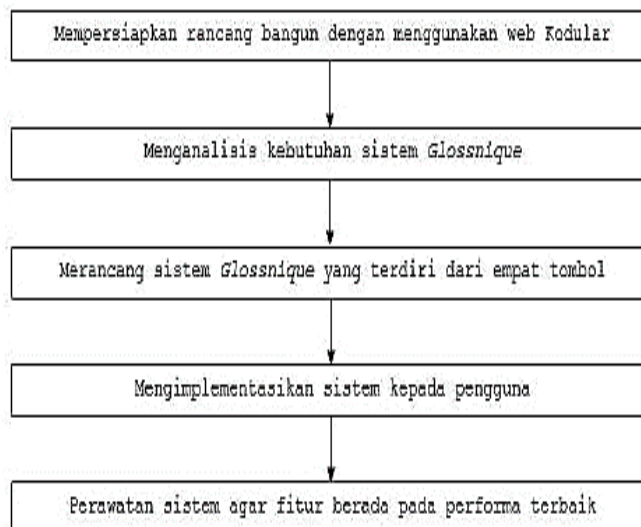 Mempersiapkan rancang bangun dengan menggunakan web Kodular
Menganalisis kebutuhan sistem Glossnique
Merancang sistem Glossnique yang terdiri dari empat tombol
Mengimplementasikan sistem kepada pengguna
Perawatan sistem agar fitur berada pada performa terbaik